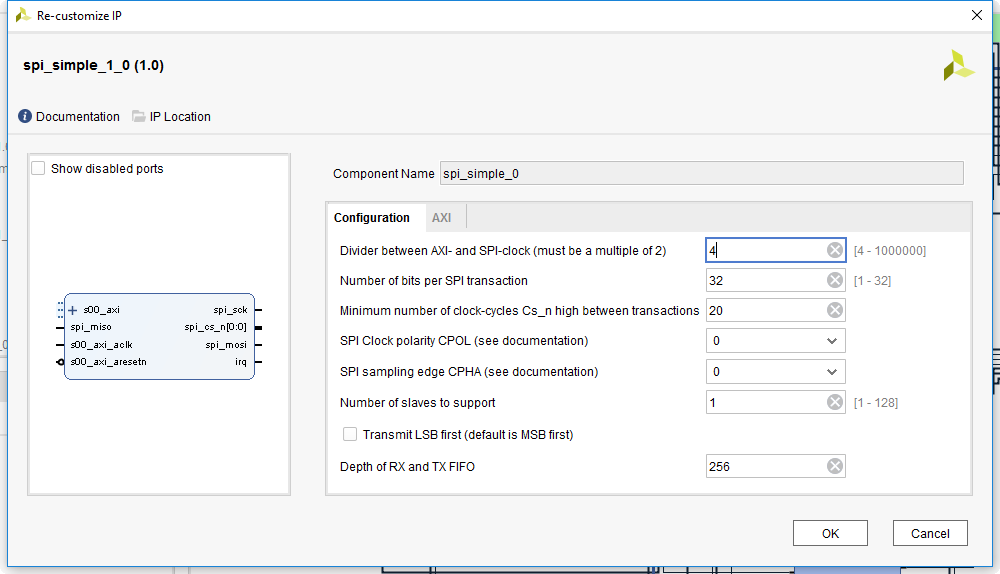 Re-customize IP
spi_simple_1_0 (1.0)
Documentation IP Location
Show disabled ports
s00_axi spi_sck
spi_miso spi_cs_n[0:0]
s00_axi_aclk spi_mosi
s00_axi_aresetn irq
Component Name spi_simple_0
Configuration AXI
Divider between AXI- and SPI-clock (must be a multiple of 2) 4 [4 - 1000000]
Number of bits per SPI transaction 32 [1 - 32]
Minimum number of clock-cycles Cs_n high between transactions 20
SPI Clock polarity CPOL (see documentation) 0
SPI sampling edge CPHA (see documentation) 0
Number of slaves to support 1 [1 - 128]
Transmit LSB first (default is MSB first)
Depth of RX and TX FIFO 256
OK Cancel